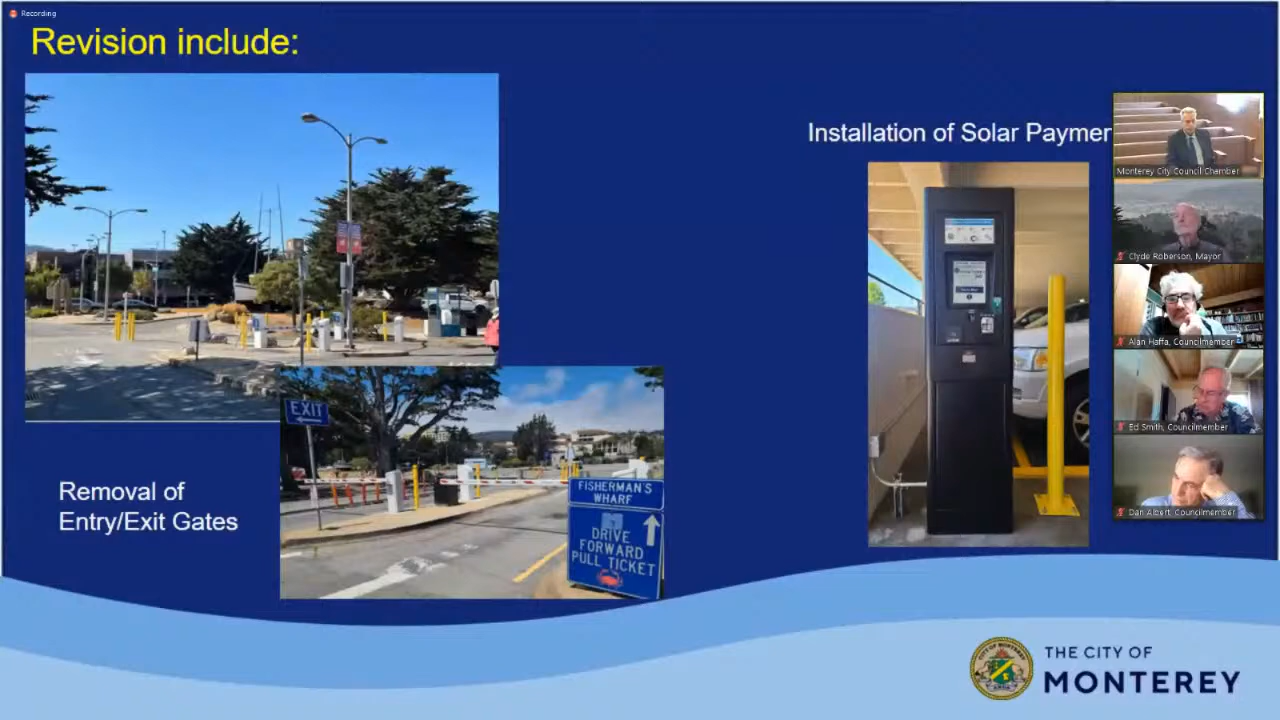 Recording
Revision include:
Installation of Solar Paymer
Monterey City Council Chamber
Clyde Roberson, Mayor
Alan Haffa, Councilmember
Ed Smith, Councilmember
Dan Albert, Councilmember
EXIT
FISHERMAN'S
WHARF
DRIVE
FORWARD
PULL TICKET
Removal of
Entry/Exit Gates
THE CITY OF
MONTEREY